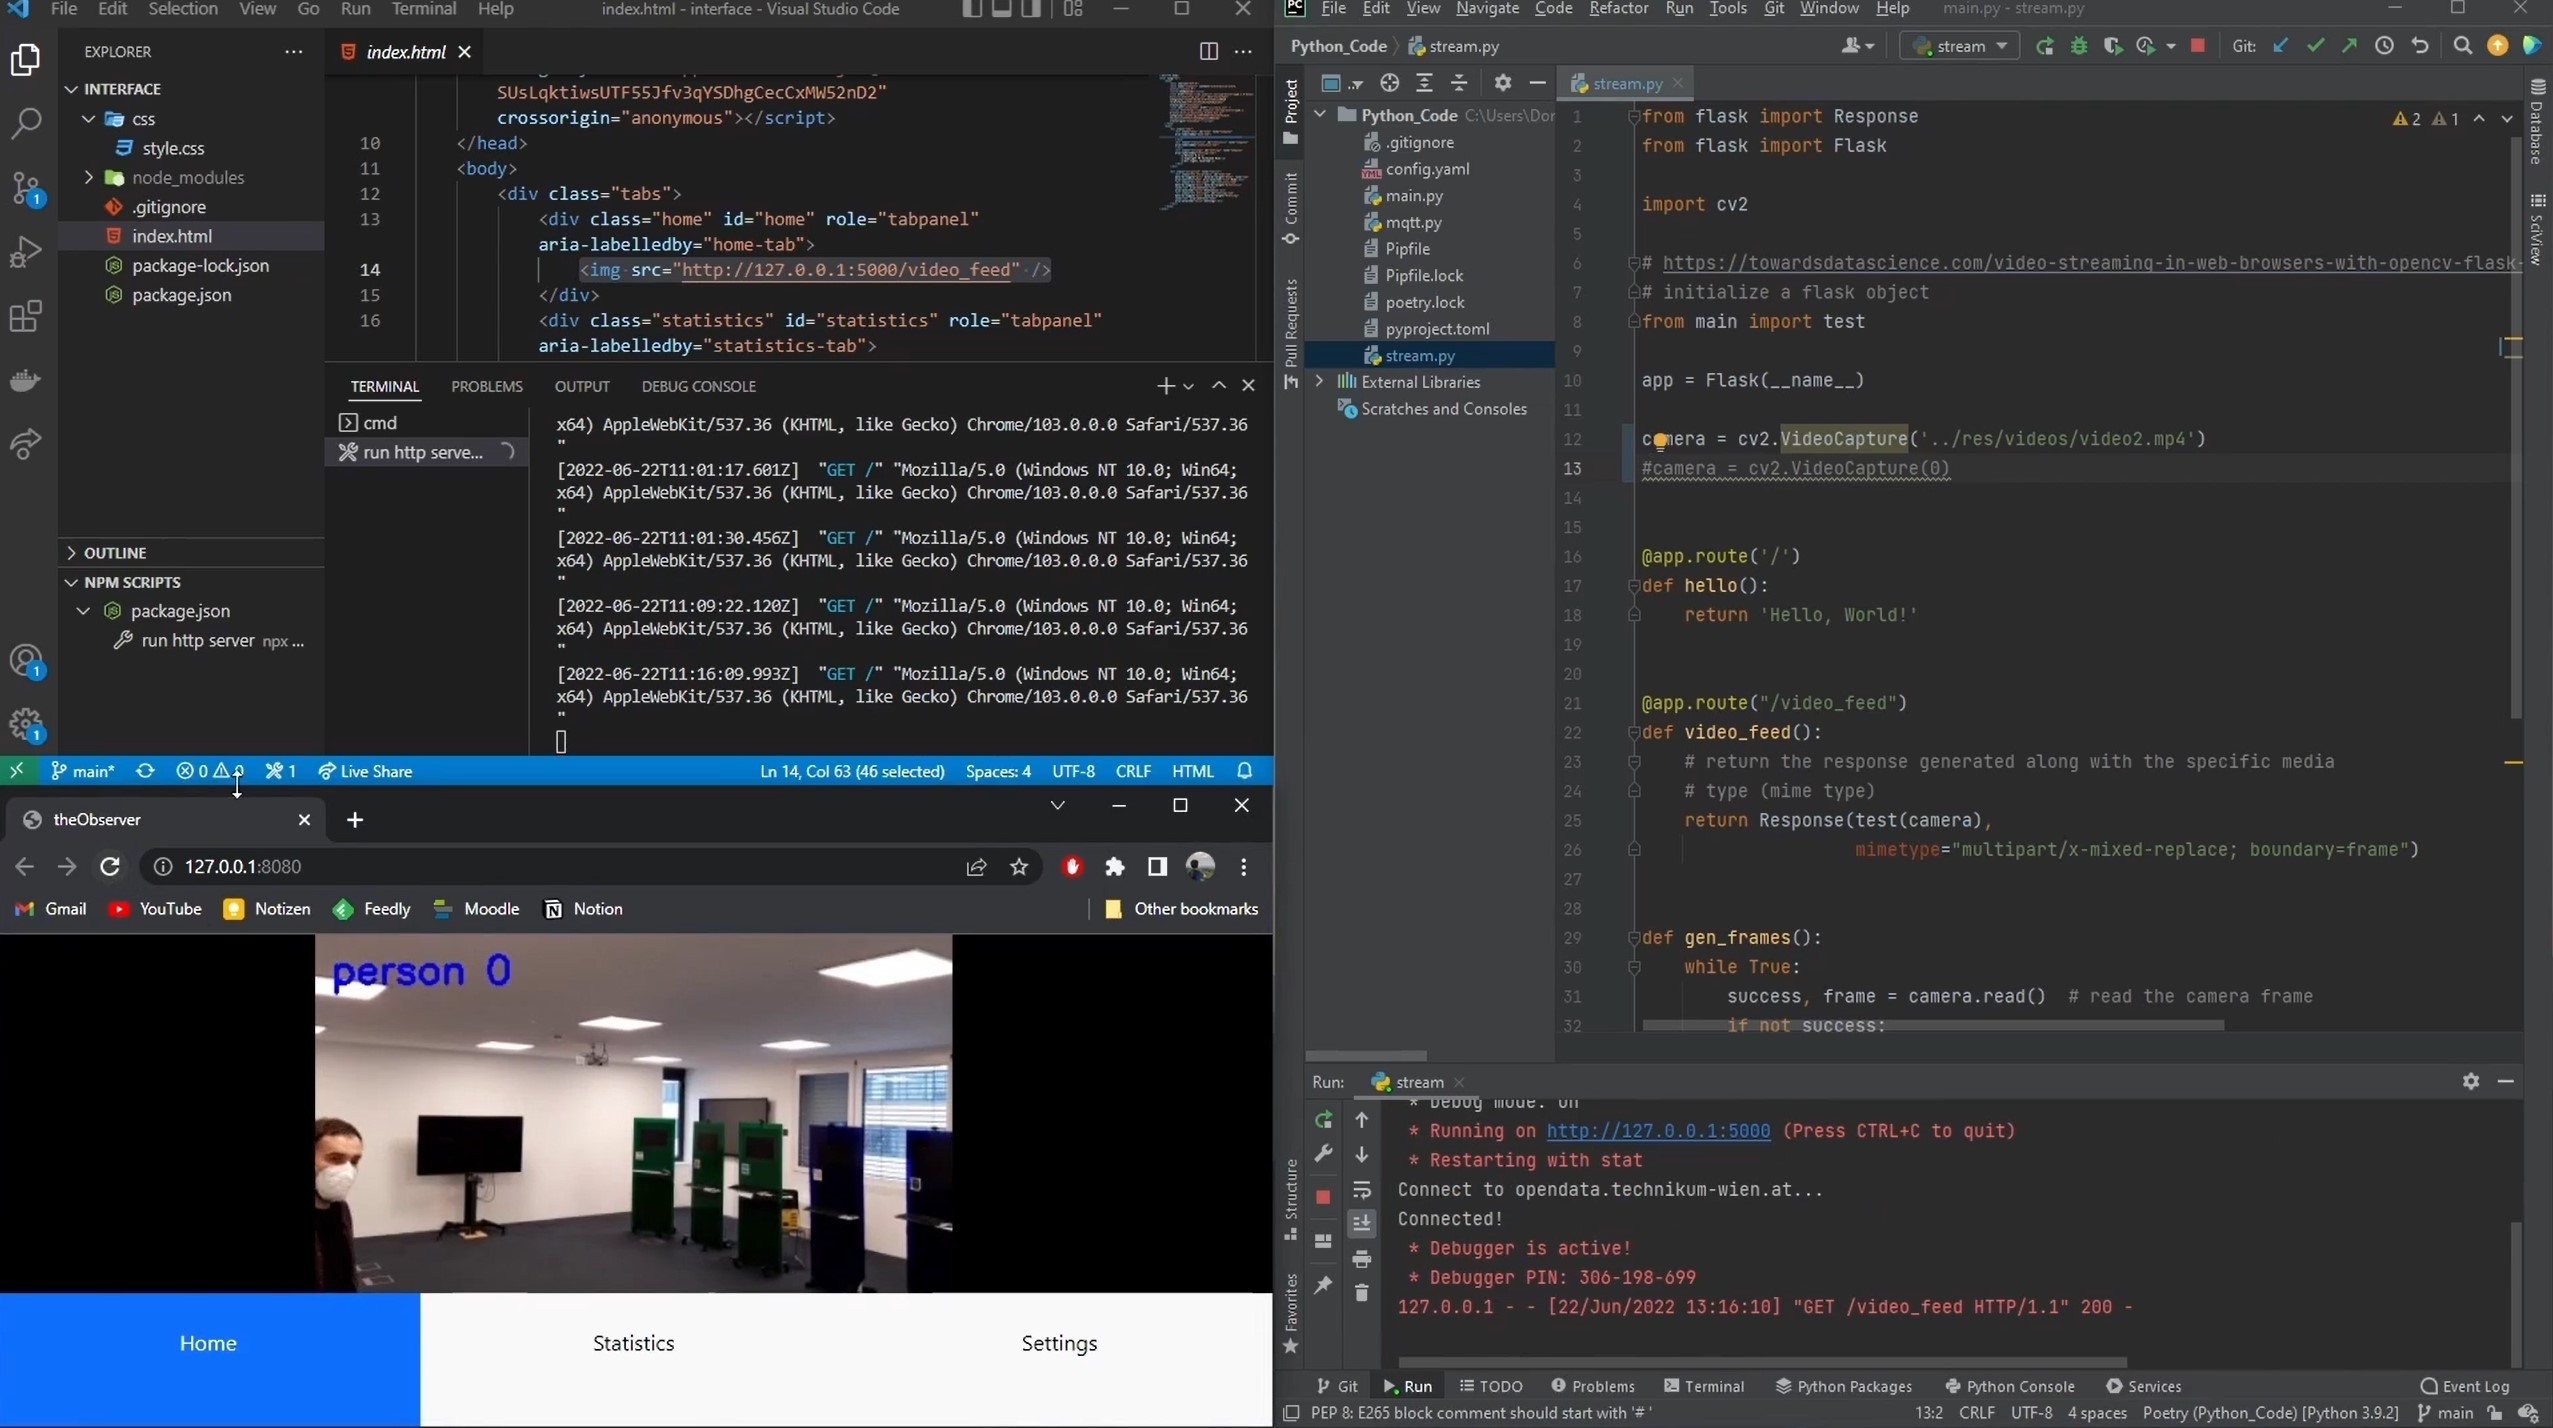 File Edit Selection View Go Run Terminal Help index.html - interface - Visual Studio Code
EXPLORER
INTERFACE
css
style.css
node_modules
.gitignore
index.html
package-lock.json
package.json
OUTLINE
NPM SCRIPTS
package.json
run http server npx ...
1
1
1
index.html
SUsLqktiwsUTF55Jfv3qYSDhgCecCxMW52nD2"
crossorigin="anonymous"></script>
10 </head>
11 <body>
12 <div class="tabs">
13 <div class="home" id="home" role="tabpanel"
aria-labelledby="home-tab">
14 <img src="http://127.0.0.1:5000/video_feed" />
15 </div>
16 <div class="statistics" id="statistics" role="tabpanel"
aria-labelledby="statistics-tab">
TERMINAL PROBLEMS OUTPUT DEBUG CONSOLE
cmd
run http serve...
x64) AppleWebKit/537.36 (KHTML, like Gecko) Chrome/103.0.0.0 Safari/537.36
"
[2022-06-22T11:01:17.601Z] "GET /" "Mozilla/5.0 (Windows NT 10.0; Win64;
x64) AppleWebKit/537.36 (KHTML, like Gecko) Chrome/103.0.0.0 Safari/537.36
"
[2022-06-22T11:01:30.456Z] "GET /" "Mozilla/5.0 (Windows NT 10.0; Win64;
x64) AppleWebKit/537.36 (KHTML, like Gecko) Chrome/103.0.0.0 Safari/537.36
"
[2022-06-22T11:09:22.120Z] "GET /" "Mozilla/5.0 (Windows NT 10.0; Win64;
x64) AppleWebKit/537.36 (KHTML, like Gecko) Chrome/103.0.0.0 Safari/537.36
"
[2022-06-22T11:16:09.993Z] "GET /" "Mozilla/5.0 (Windows NT 10.0; Win64;
x64) AppleWebKit/537.36 (KHTML, like Gecko) Chrome/103.0.0.0 Safari/537.36
"
main* 0 0 1 Live Share Ln 14, Col 63 (46 selected) Spaces: 4 UTF-8 CRLF HTML
theObserver
127.0.0.1:8080
Gmail YouTube Notizen Feedly Moodle Notion Other bookmarks
person 0
Home Statistics Settings
PC File Edit View Navigate Code Refactor Run Tools Git Window Help main.py - stream.py
Python_Code stream.py stream Git:
Project
Commit
Pull Requests
Structure
Favorites
Database
SciView
Python_Code C:\Users\Dor
.gitignore
config.yaml
main.py
mqtt.py
Pipfile
Pipfile.lock
poetry.lock
pyproject.toml
stream.py
External Libraries
Scratches and Consoles
stream.py
2 1
1 from flask import Response
2 from flask import Flask
3
4 import cv2
5
6 # https://towardsdatascience.com/video-streaming-in-web-browsers-with-opencv-flask-
7 # initialize a flask object
8 from main import test
9
10 app = Flask(__name__)
11
12 camera = cv2.VideoCapture('../res/videos/video2.mp4')
13 #camera = cv2.VideoCapture(0)
14
15
16 @app.route('/')
17 def hello():
18 return 'Hello, World!'
19
20
21 @app.route("/video_feed")
22 def video_feed():
23 # return the response generated along with the specific media
24 # type (mime type)
25 return Response(test(camera),
26 mimetype="multipart/x-mixed-replace; boundary=frame")
27
28
29 def gen_frames():
30 while True:
31 success, frame = camera.read() # read the camera frame
32 if not success:
Run: stream
* Debug mode: on
* Running on http://127.0.0.1:5000 (Press CTRL+C to quit)
* Restarting with stat
Connect to opendata.technikum-wien.at...
Connected!
* Debugger is active!
* Debugger PIN: 306-198-699
127.0.0.1 - - [22/Jun/2022 13:16:10] "GET /video_feed HTTP/1.1" 200 -
Git Run TODO Problems Terminal Python Packages Python Console Services Event Log
PEP 8: E265 block comment should start with '# ' 13:2 CRLF UTF-8 4 spaces Poetry (Python_Code) [Python 3.9.2] main